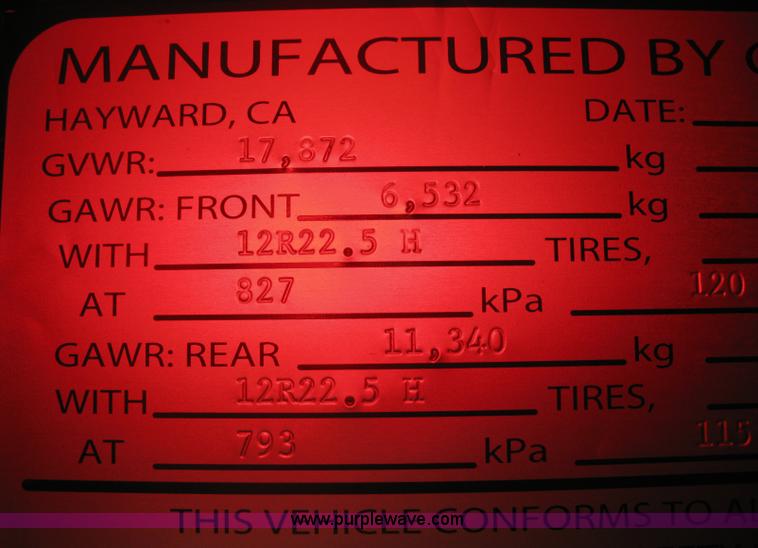 MANUFACTURED BY
HAYWARD, CA DATE:
GVWR: 17,872 kg
GAWR: FRONT 6,532 kg
WITH 12R22.5 H TIRES,
AT 827 kPa 120
GAWR: REAR 11,340 kg
WITH 12R22.5 H TIRES,
AT 793 kPa 115
THIS VEHICLE CONFORMS TO
www.purplewave.com